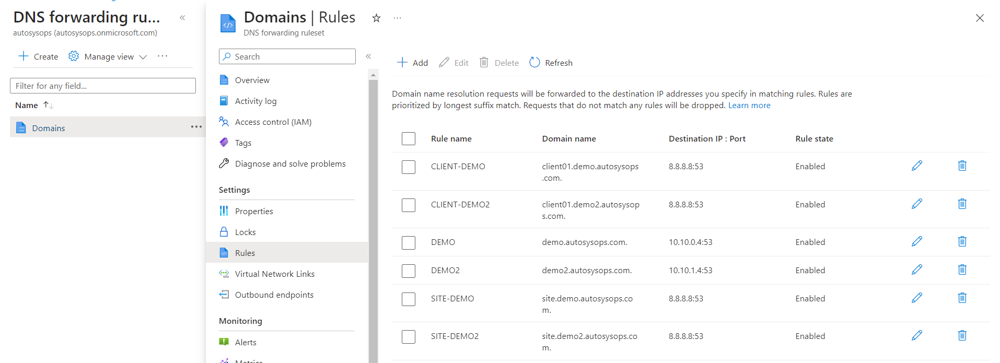 DNS forwarding ru...
autosysops (autosysops.onmicrosoft.com)
Create
Manage view
Filter for any field...
Name
Domains
Domains | Rules
DNS forwarding ruleset
Search
Overview
Activity log
Access control (IAM)
Tags
Diagnose and solve problems
Settings
Properties
Locks
Rules
Virtual Network Links
Outbound endpoints
Monitoring
Alerts
Metrics
Add Edit Delete Refresh
Domain name resolution requests will be forwarded to the destination IP addresses you specify in matching rules. Rules are
prioritized by longest suffix match. Requests that do not match any rules will be dropped. Learn more
Rule name Domain name Destination IP : Port Rule state
CLIENT-DEMO client01.demo.autosysops 8.8.8.8:53 Enabled
.com.
CLIENT-DEMO2 client01.demo2.autosysop 8.8.8.8:53 Enabled
s.com.
DEMO demo.autosysops.com. 10.10.0.4:53 Enabled
DEMO2 demo2.autosysops.com. 10.10.1.4:53 Enabled
SITE-DEMO site.demo.autosysops.co 8.8.8.8:53 Enabled
m.
SITE-DEMO2 site.demo2.autosysops.co 8.8.8.8:53 Enabled
m.